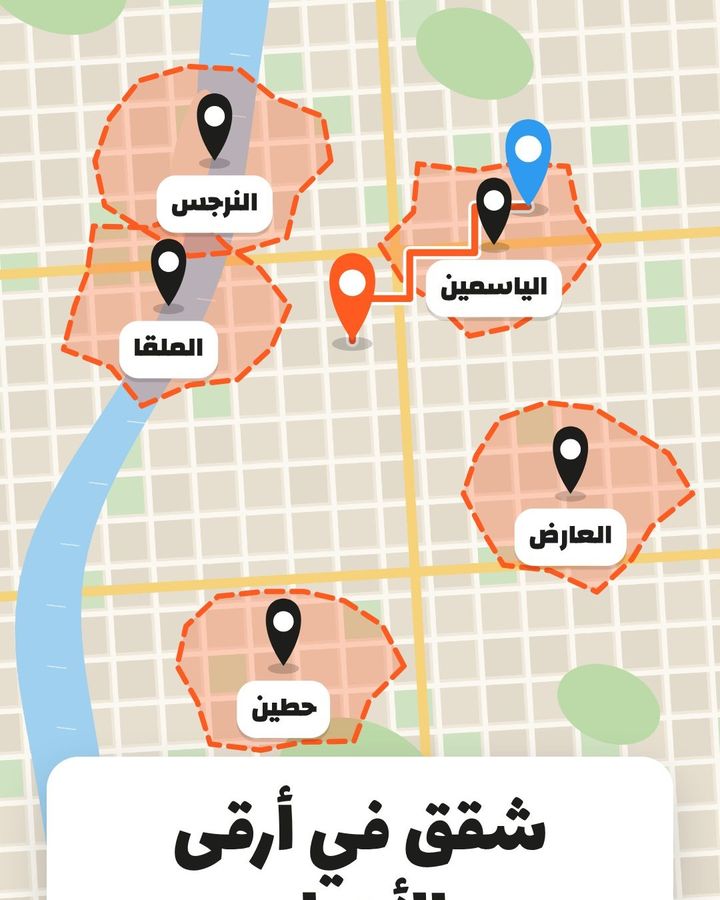 النرجس
الياسمين
الملقا
العارض
حطين
شقق في أرقى